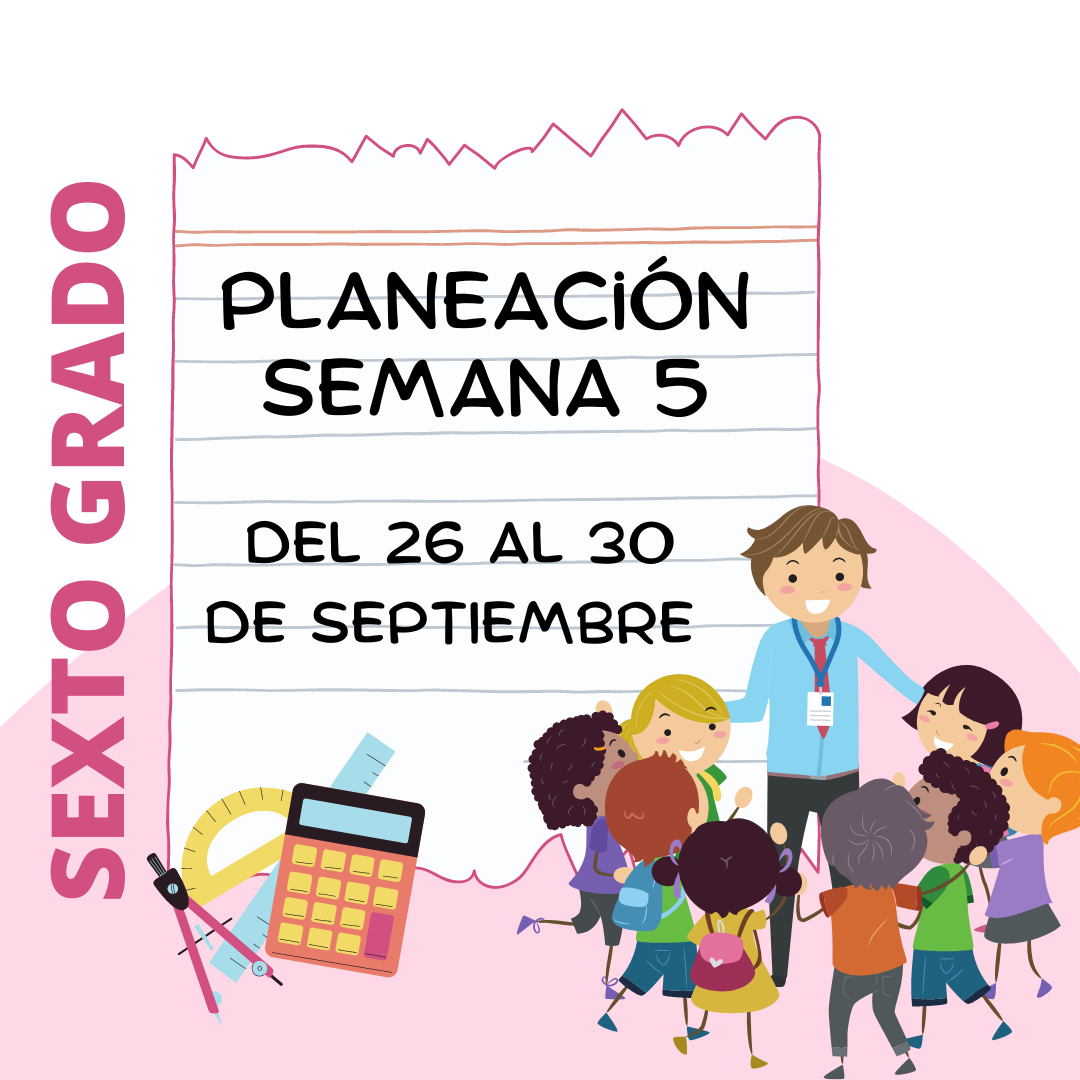 SEXTO GRADO
PLANEACIÓN
SEMANA 5
DEL 26 AL 30
DE SEPTIEMBRE